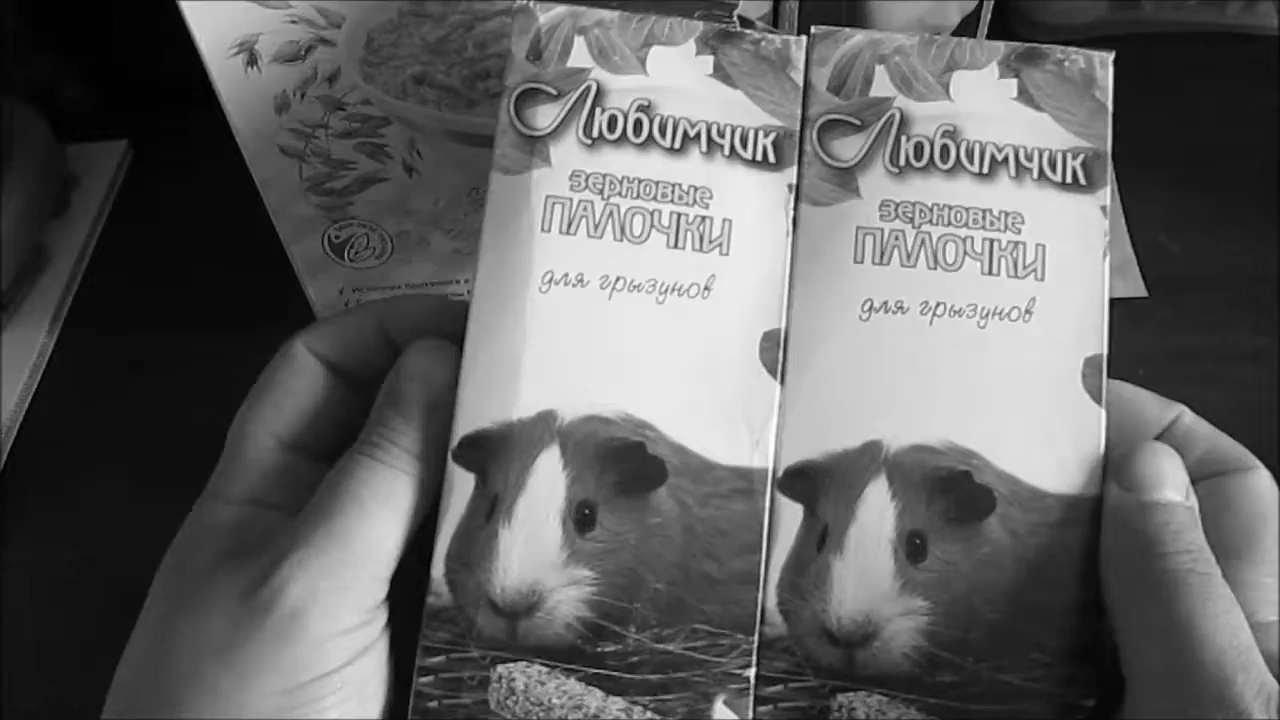 Любимчик
зерновые
ПАЛОЧКИ
для грызунов
Любимчик
зерновые
ПАЛОЧКИ
для грызунов